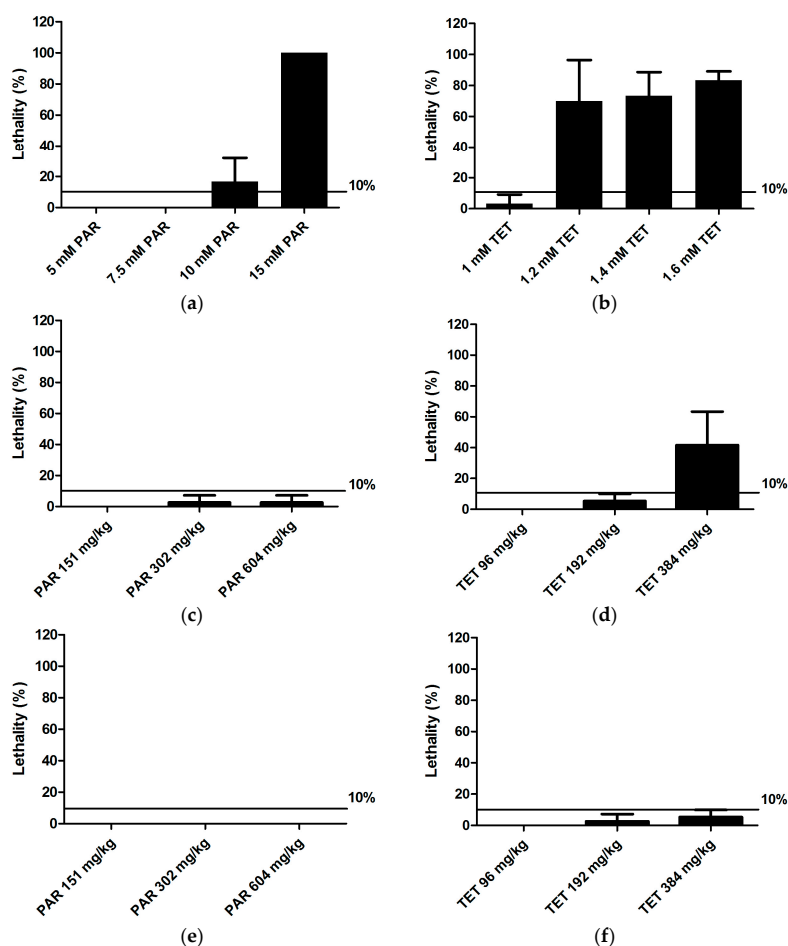 120
100
80
60
40
20
0
Lethality (%)
10%
5 mM PAR
7.5 mM PAR
10 mM PAR
15 mM PAR
(a)
120
100
80
60
40
20
0
Lethality (%)
10%
1 mM TET
1.2 mM TET
1.4 mM TET
1.6 mM TET
(b)
120
100
80
60
40
20
0
Lethality (%)
10%
PAR 151 mg/kg
PAR 302 mg/kg
PAR 604 mg/kg
(c)
120
100
80
60
40
20
0
Lethality (%)
10%
TET 96 mg/kg
TET 192 mg/kg
TET 384 mg/kg
(d)
120
100
80
60
40
20
0
Lethality (%)
10%
PAR 151 mg/kg
PAR 302 mg/kg
PAR 604 mg/kg
(e)
120
100
80
60
40
20
0
Lethality (%)
10%
TET 96 mg/kg
TET 192 mg/kg
TET 384 mg/kg
(f)